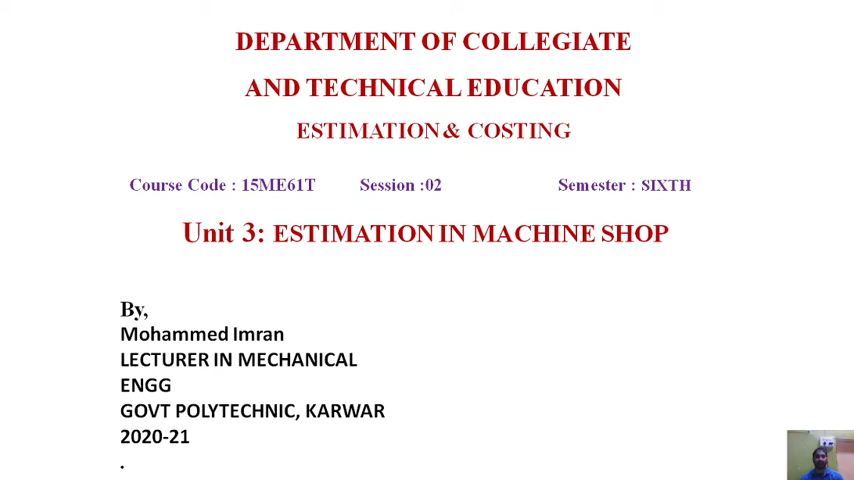 DEPARTMENT OF COLLEGIATE
AND TECHNICAL EDUCATION
ESTIMATION & COSTING
Course Code : 15ME61T Session :02 Semester : SIXTH
Unit 3: ESTIMATION IN MACHINE SHOP
By,
Mohammed Imran
LECTURER IN MECHANICAL
ENGG
GOVT POLYTECHNIC, KARWAR
2020-21
.